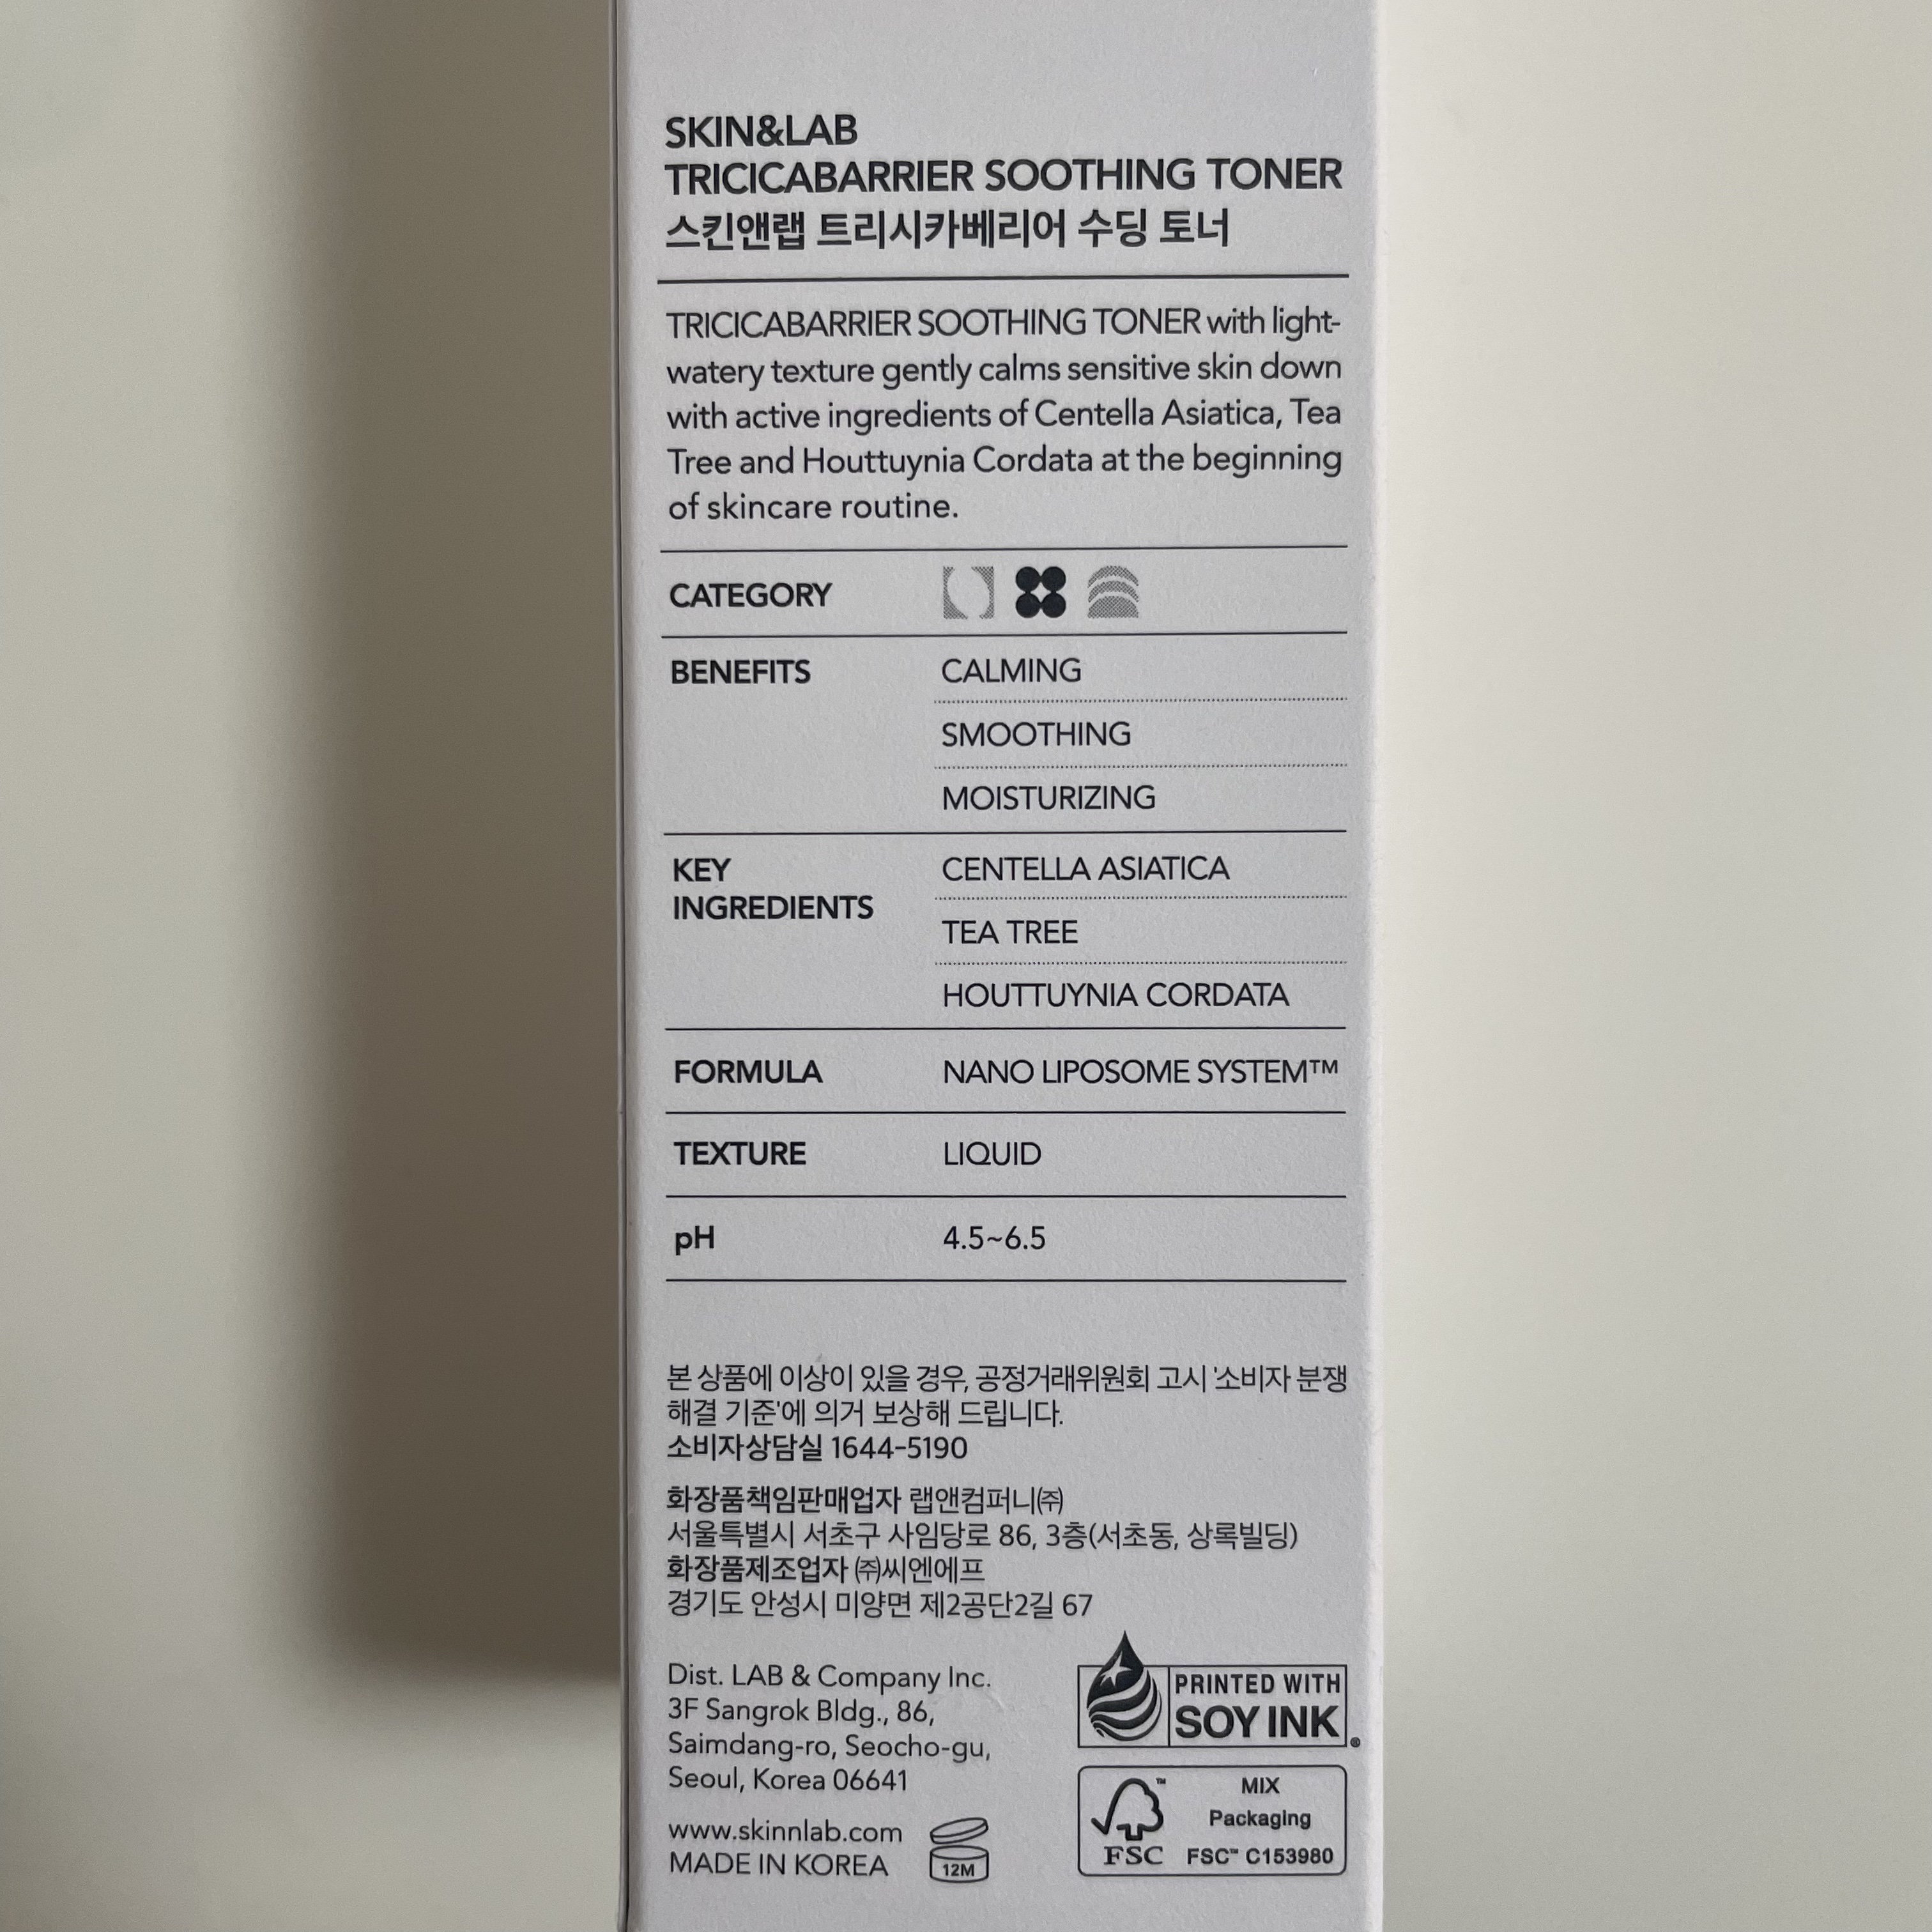 SKIN&LAB
TRICICABARRIER SOOTHING TONER
스킨앤랩 트리시카베리어 수딩 토너
TRICICABARRIER SOOTHING TONER with light-
watery texture gently calms sensitive skin down
with active ingredients of Centella Asiatica, Tea
Tree and Houttuynia Cordata at the beginning
of skincare routine.
CATEGORY
BENEFITS CALMING
SMOOTHING
MOISTURIZING
KEY CENTELLA ASIATICA
INGREDIENTS
TEA TREE
HOUTTUYNIA CORDATA
FORMULA NANO LIPOSOME SYSTEM™
TEXTURE LIQUID
pH 4.5~6.5
본 상품에 이상이 있을 경우, 공정거래위원회 고시 '소비자 분쟁
해결 기준'에 의거 보상해 드립니다.
소비자상담실 1644-5190
화장품책임판매업자 랩앤컴퍼니㈜
서울특별시 서초구 사임당로 86, 3층(서초동, 상록빌딩)
화장품제조업자 ㈜씨엔에프
경기도 안성시 미양면 제2공단2길 67
Dist. LAB & Company Inc.
3F Sangrok Bldg., 86,
Saimdang-ro, Seocho-gu,
Seoul, Korea 06641
www.skinnlab.com
MADE IN KOREA
12M
PRINTED WITH
SOY INK®
FSC™
MIX
Packaging
FSC™ C153980